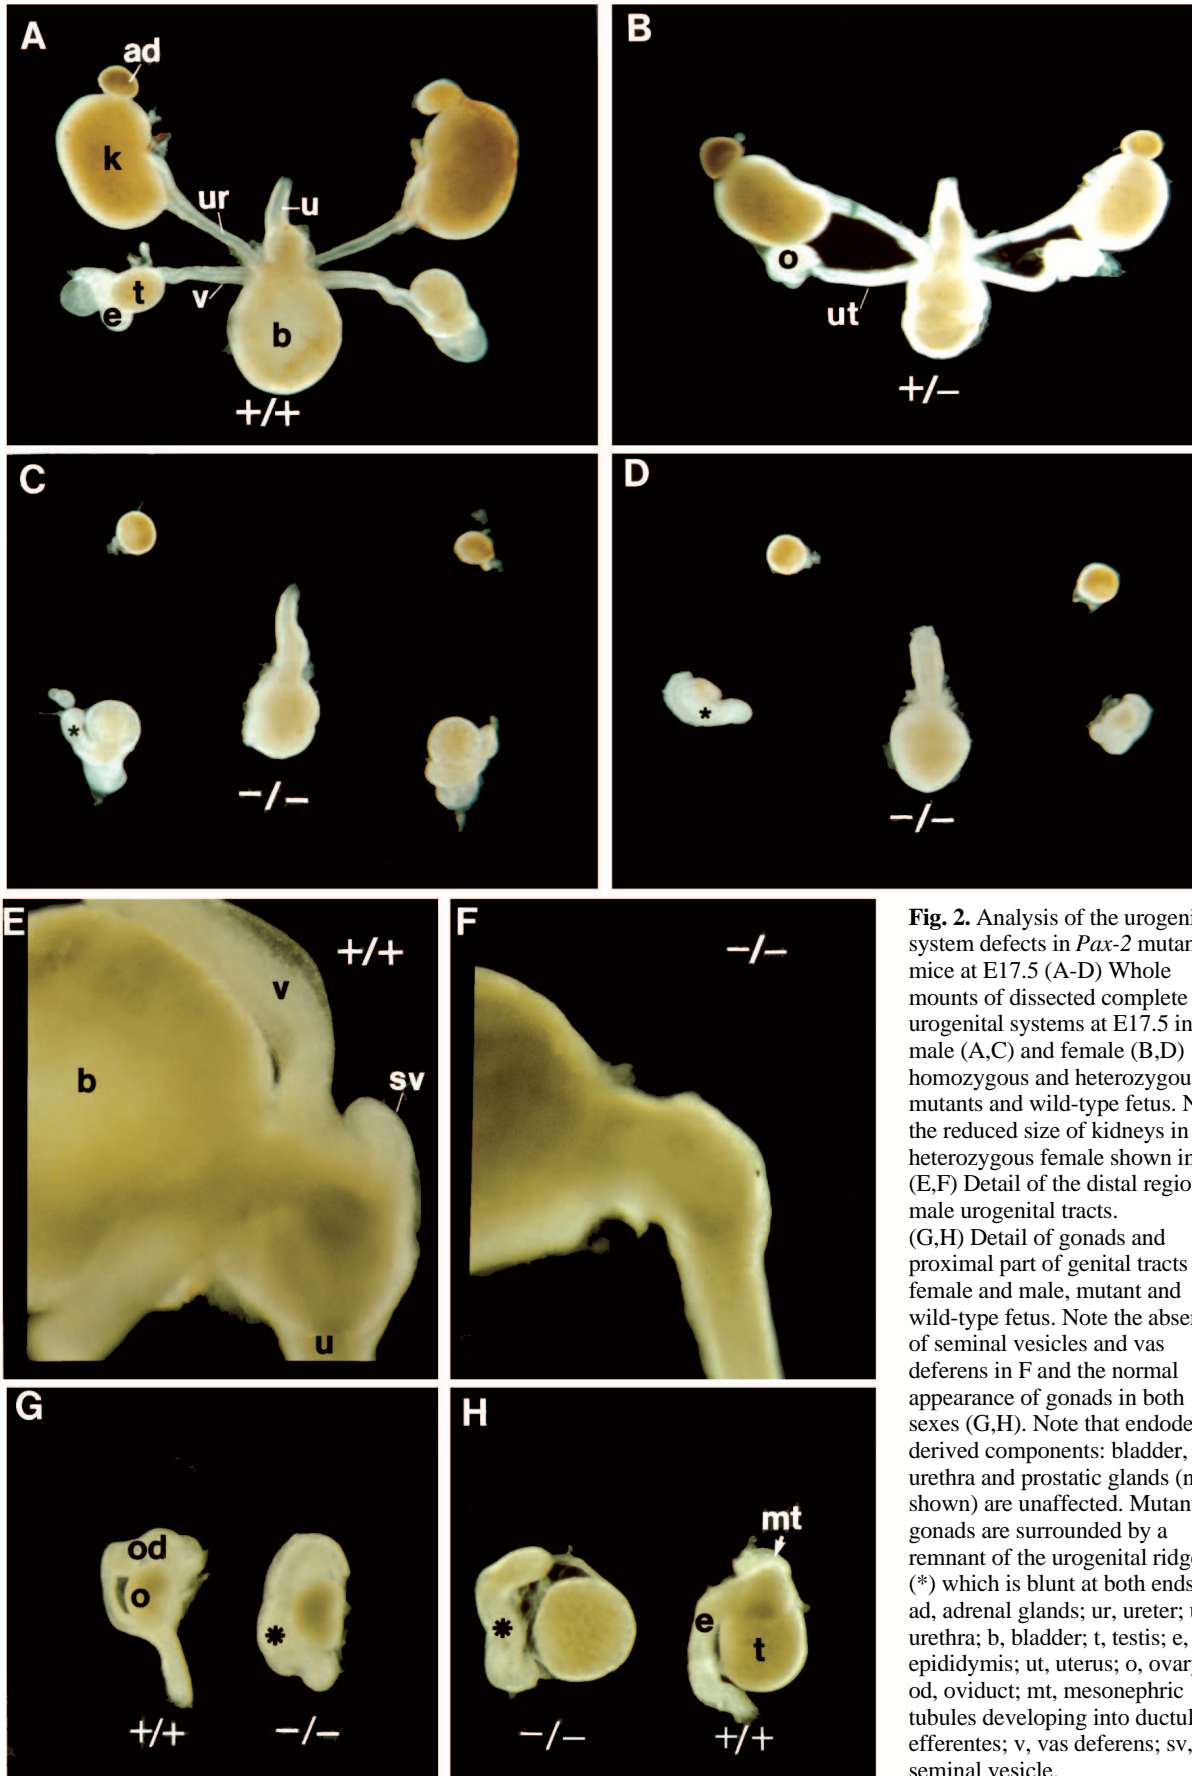 A
ad
k
ur
u
t
v
e
b
+/+
B
o
ut
+/−
C
*
−/−
D
*
−/−
E
+/+
v
b
sv
u
F
−/−
G
od
o
*
+/+
−/−
H
mt
*
e
t
−/−
+/+
Fig. 2. Analysis of the urogeni
system defects in Pax-2 mutan
mice at E17.5 (A-D) Whole
mounts of dissected complete
urogenital systems at E17.5 in
male (A,C) and female (B,D)
homozygous and heterozygou
mutants and wild-type fetus. N
the reduced size of kidneys in
heterozygous female shown in
(E,F) Detail of the distal regio
male urogenital tracts.
(G,H) Detail of gonads and
proximal part of genital tracts
female and male, mutant and
wild-type fetus. Note the absen
of seminal vesicles and vas
deferens in F and the normal
appearance of gonads in both
sexes (G,H). Note that endode
derived components: bladder,
urethra and prostatic glands (n
shown) are unaffected. Mutan
gonads are surrounded by a
remnant of the urogenital ridge
(*) which is blunt at both ends
ad, adrenal glands; ur, ureter; u
urethra; b, bladder; t, testis; e,
epididymis; ut, uterus; o, ovary
od, oviduct; mt, mesonephric
tubules developing into ductul
efferentes; v, vas deferens; sv,
seminal vesicle.